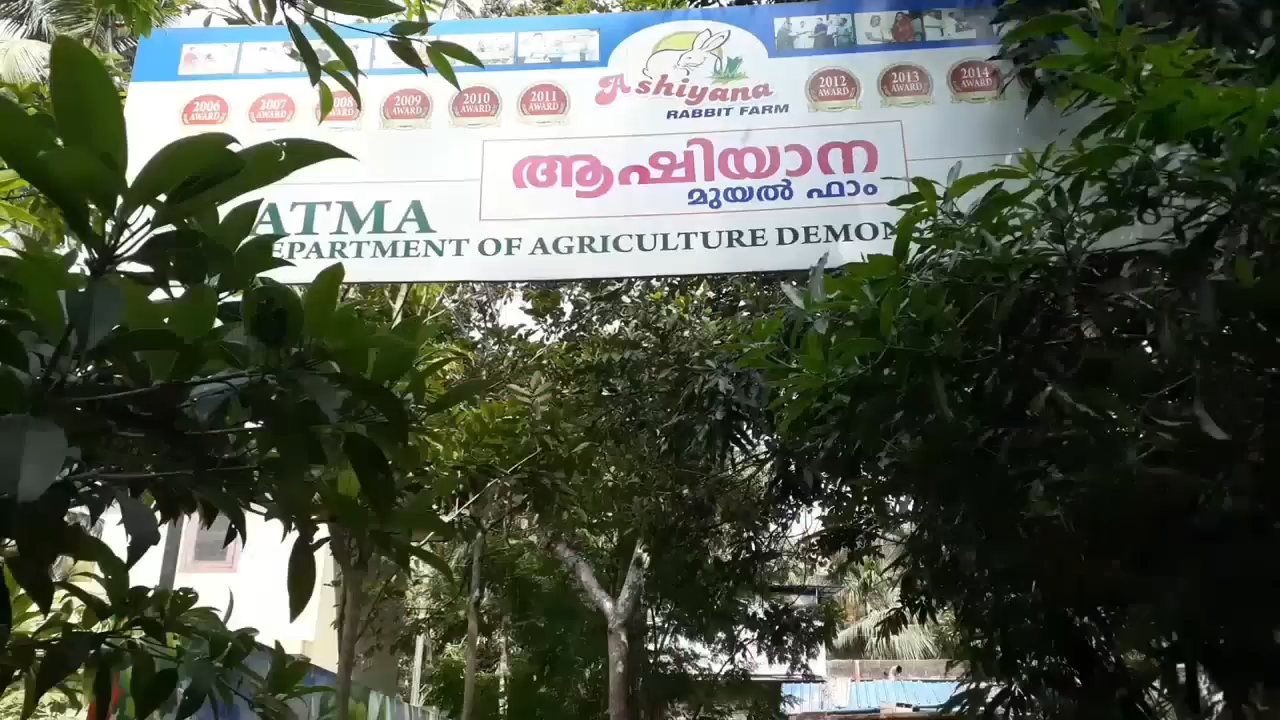 2006 AWARD
2007 AWARD
2008 AWARD
2009 AWARD
2010 AWARD
2011 AWARD
Ashiyana
RABBIT FARM
2012 AWARD
2013 AWARD
2014 AWARD
ആഷിയാന
മുയൽ ഫാം
ATMA
EPARTMENT OF AGRICULTURE DEMON